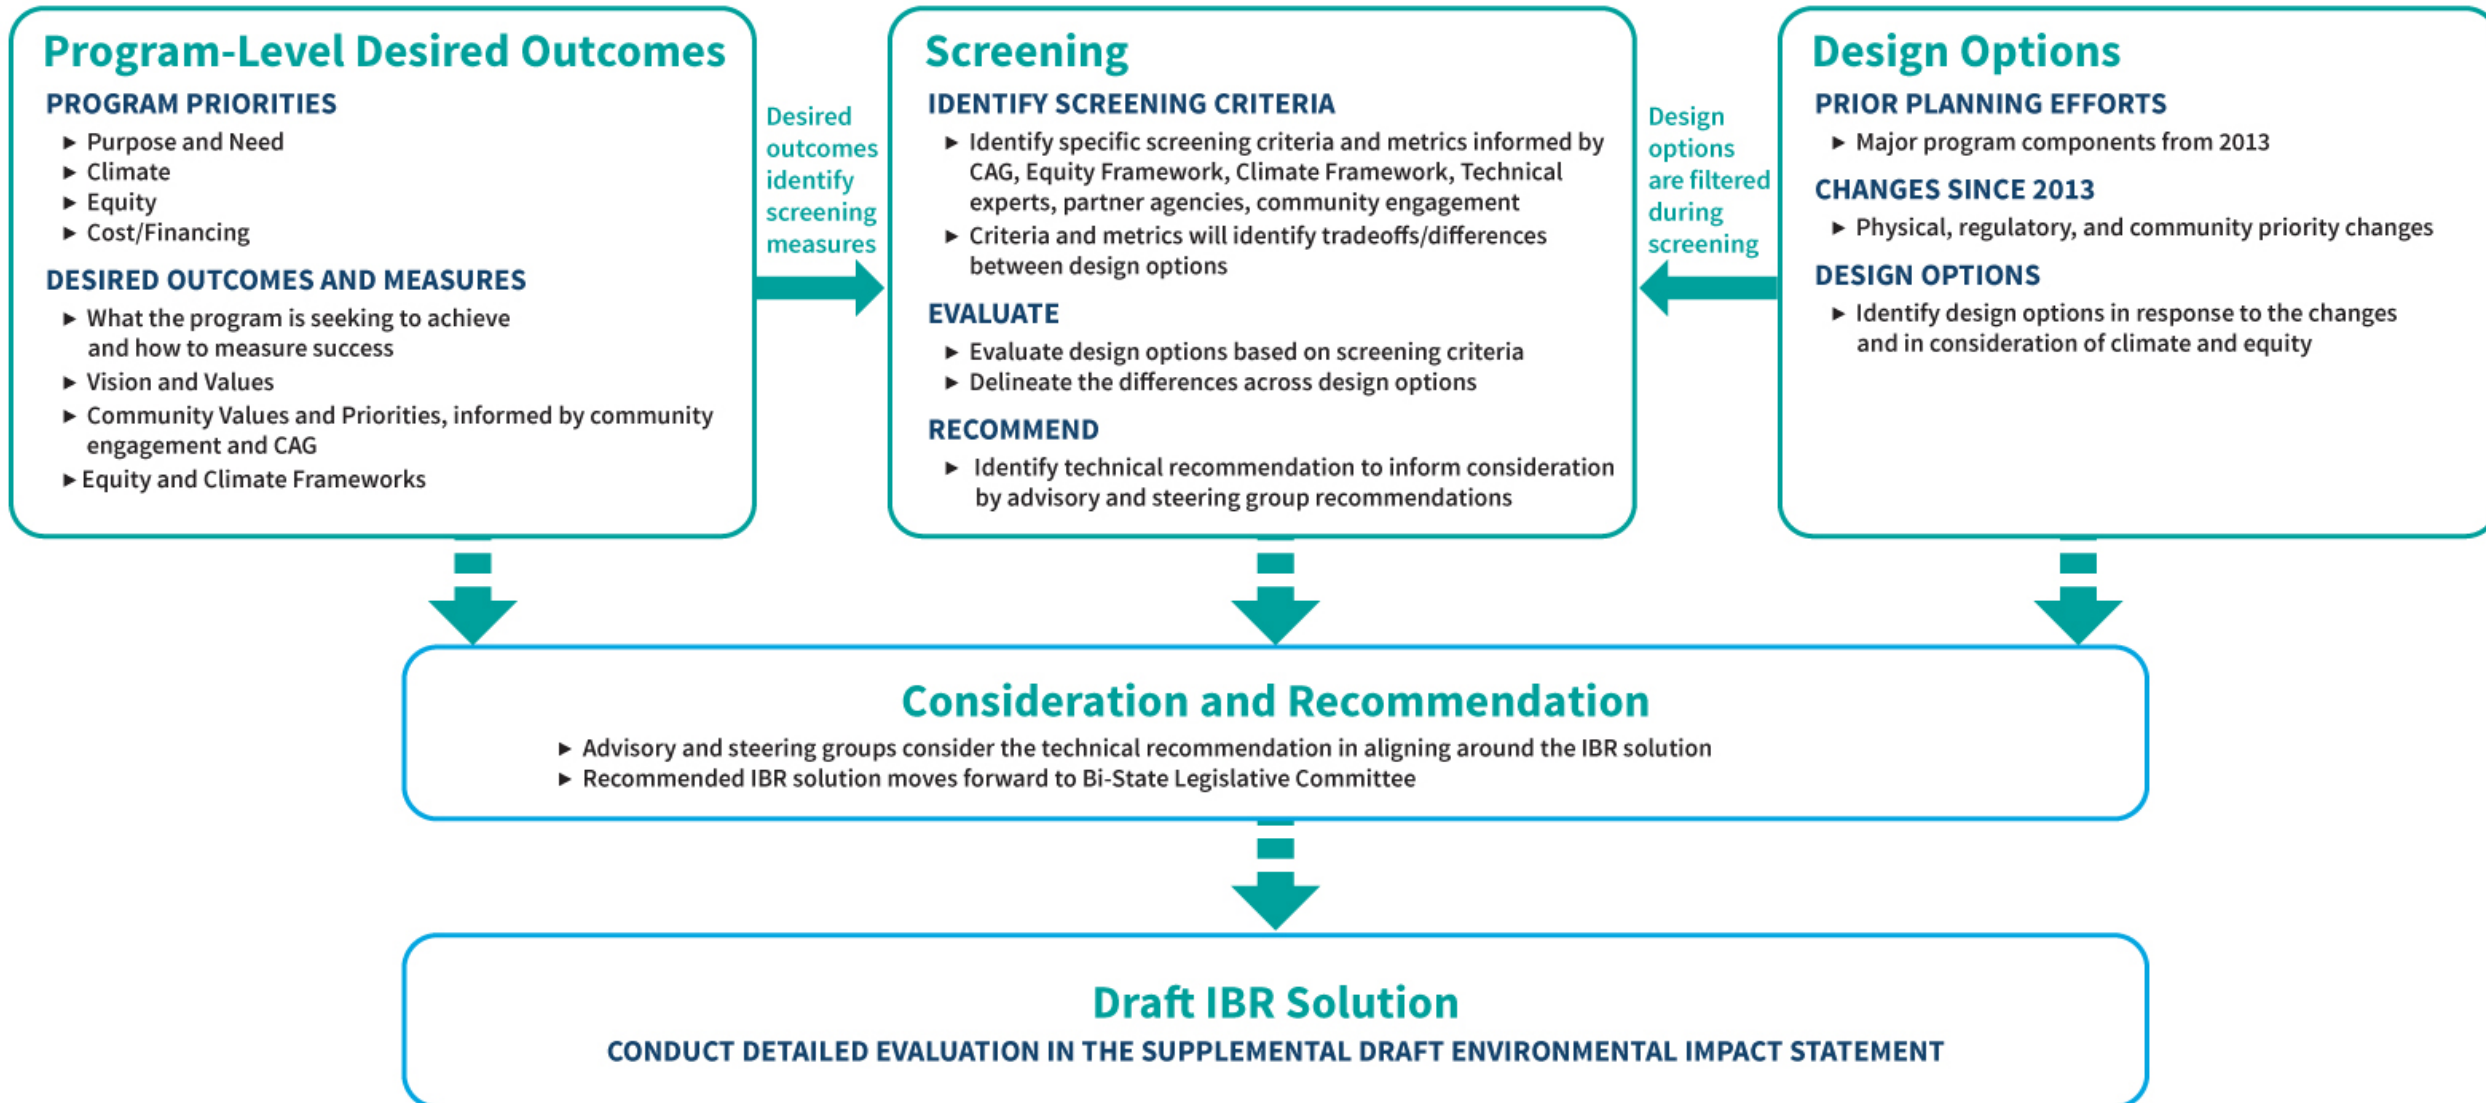 Program-Level Desired Outcomes
PROGRAM PRIORITIES
► Purpose and Need
► Climate
► Equity
► Cost/Financing
DESIRED OUTCOMES AND MEASURES
► What the program is seeking to achieve
and how to measure success
► Vision and Values
► Community Values and Priorities, informed by community
engagement and CAG
► Equity and Climate Frameworks
Desired
outcomes
identify
screening
measures
Screening
IDENTIFY SCREENING CRITERIA
► Identify specific screening criteria and metrics informed by
CAG, Equity Framework, Climate Framework, Technical
experts, partner agencies, community engagement
► Criteria and metrics will identify tradeoffs/differences
between design options
EVALUATE
► Evaluate design options based on screening criteria
► Delineate the differences across design options
RECOMMEND
► Identify technical recommendation to inform consideration
by advisory and steering group recommendations
Design
options
are filtered
during
screening
Design Options
PRIOR PLANNING EFFORTS
► Major program components from 2013
CHANGES SINCE 2013
► Physical, regulatory, and community priority changes
DESIGN OPTIONS
► Identify design options in response to the changes
and in consideration of climate and equity
Consideration and Recommendation
► Advisory and steering groups consider the technical recommendation in aligning around the IBR solution
► Recommended IBR solution moves forward to Bi-State Legislative Committee
Draft IBR Solution
CONDUCT DETAILED EVALUATION IN THE SUPPLEMENTAL DRAFT ENVIRONMENTAL IMPACT STATEMENT